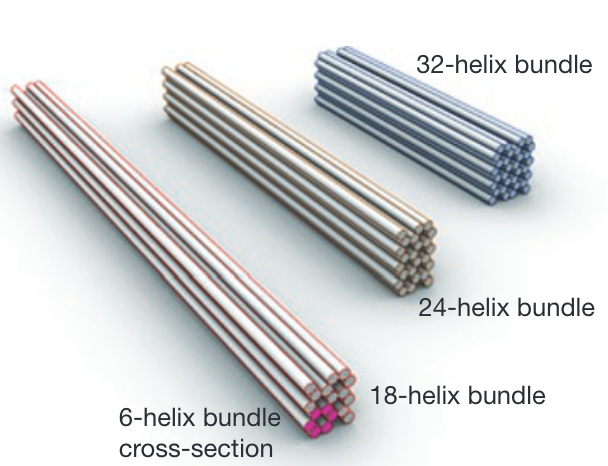 32-helix bundle
24-helix bundle
18-helix bundle
6-helix bundle
cross-section